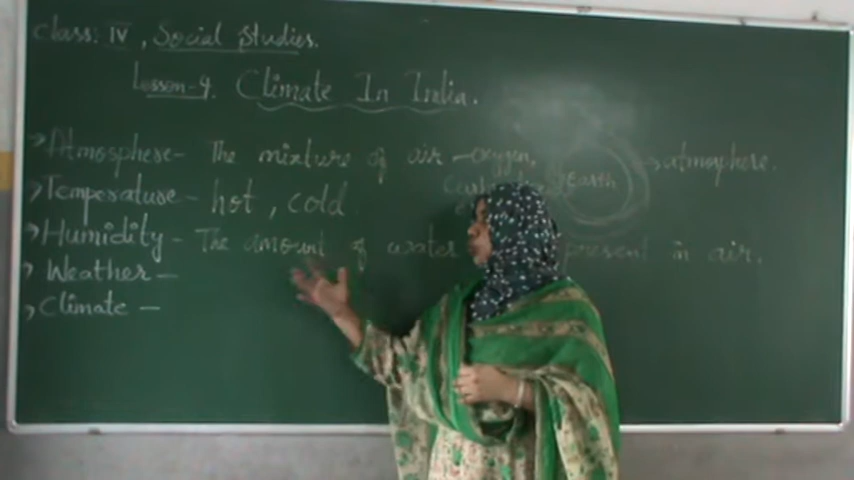 Class: IV, Social Studies.
Lesson-9. Climate In India.
Atmosphere - The mixture of air - oxygen,
Earth
atmosphere.
Temperature - hot, cold
Humidity - The amount of water present in air.
Weather -
Climate -